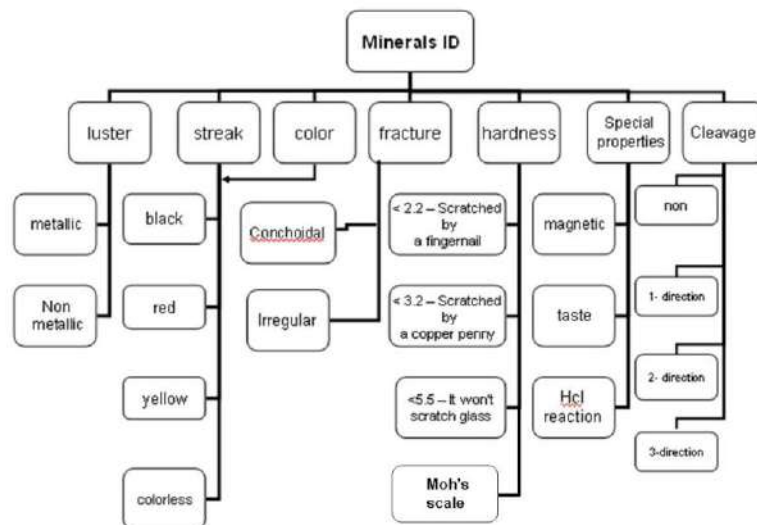 Minerals ID
luster
streak
color
fracture
hardness
Special
properties
Cleavage
metallic
Non
metallic
black
red
yellow
colorless
Conchoidal
Irregular
< 2.2 – Scratched
by
a fingernail
< 3.2 – Scratched
by
a copper penny
<5.5 – It won't
scratch glass
Moh's
scale
magnetic
taste
Hcl
reaction
non
1- direction
2- direction
3-direction